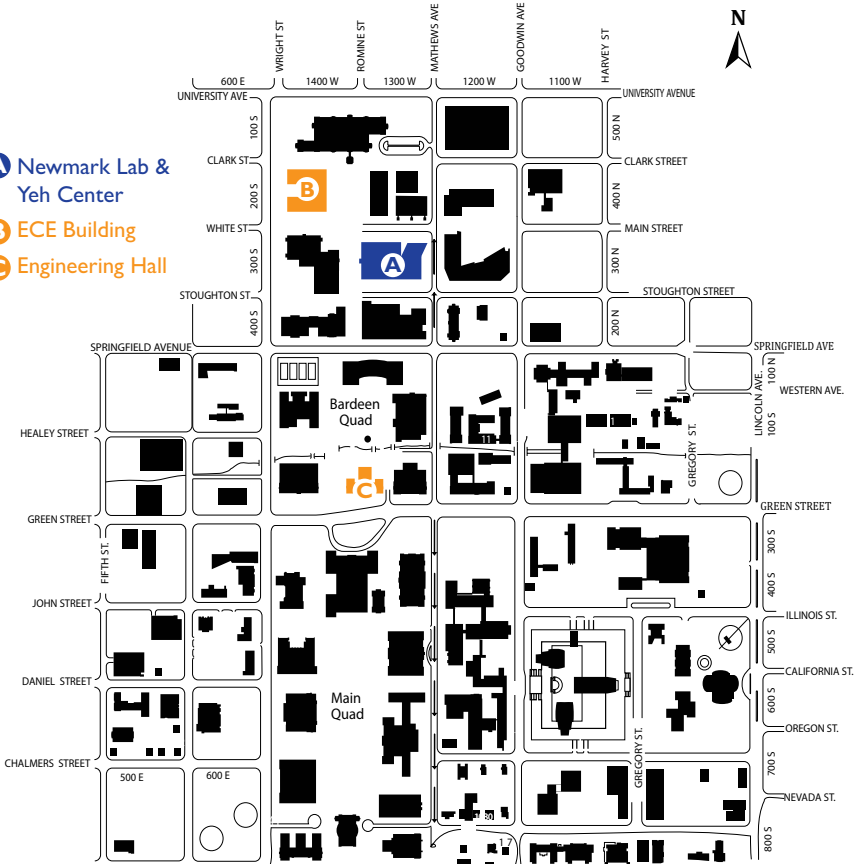 N
WRIGHT ST
ROMINE ST
MATHEWS AVE
GOODWIN AVE
HARVEY ST
600 E
1400 W
1300 W
1200 W
1100 W
UNIVERSITY AVE
UNIVERSITY AVENUE
100 S
500 N
CLARK ST
CLARK STREET
A Newmark Lab &
Yeh Center
B ECE Building
C Engineering Hall
200 S
B
400 N
WHITE ST
MAIN STREET
300 S
A
300 N
STOUGHTON ST
STOUGHTON STREET
400 S
200 N
SPRINGFIELD AVENUE
SPRINGFIELD AVE
100 N
WESTERN AVE.
LINCOLN AVE.
100 S
Bardeen
Quad
HEALEY STREET
11
1
GREGORY ST.
C
GREEN STREET
GREEN STREET
300 S
FIFTH ST.
400 S
JOHN STREET
ILLINOIS ST.
500 S
DANIEL STREET
CALIFORNIA ST.
600 S
Main
Quad
OREGON ST.
GREGORY ST.
700 S
CHALMERS STREET
500 E
600 E
NEVADA ST.
800 S
17